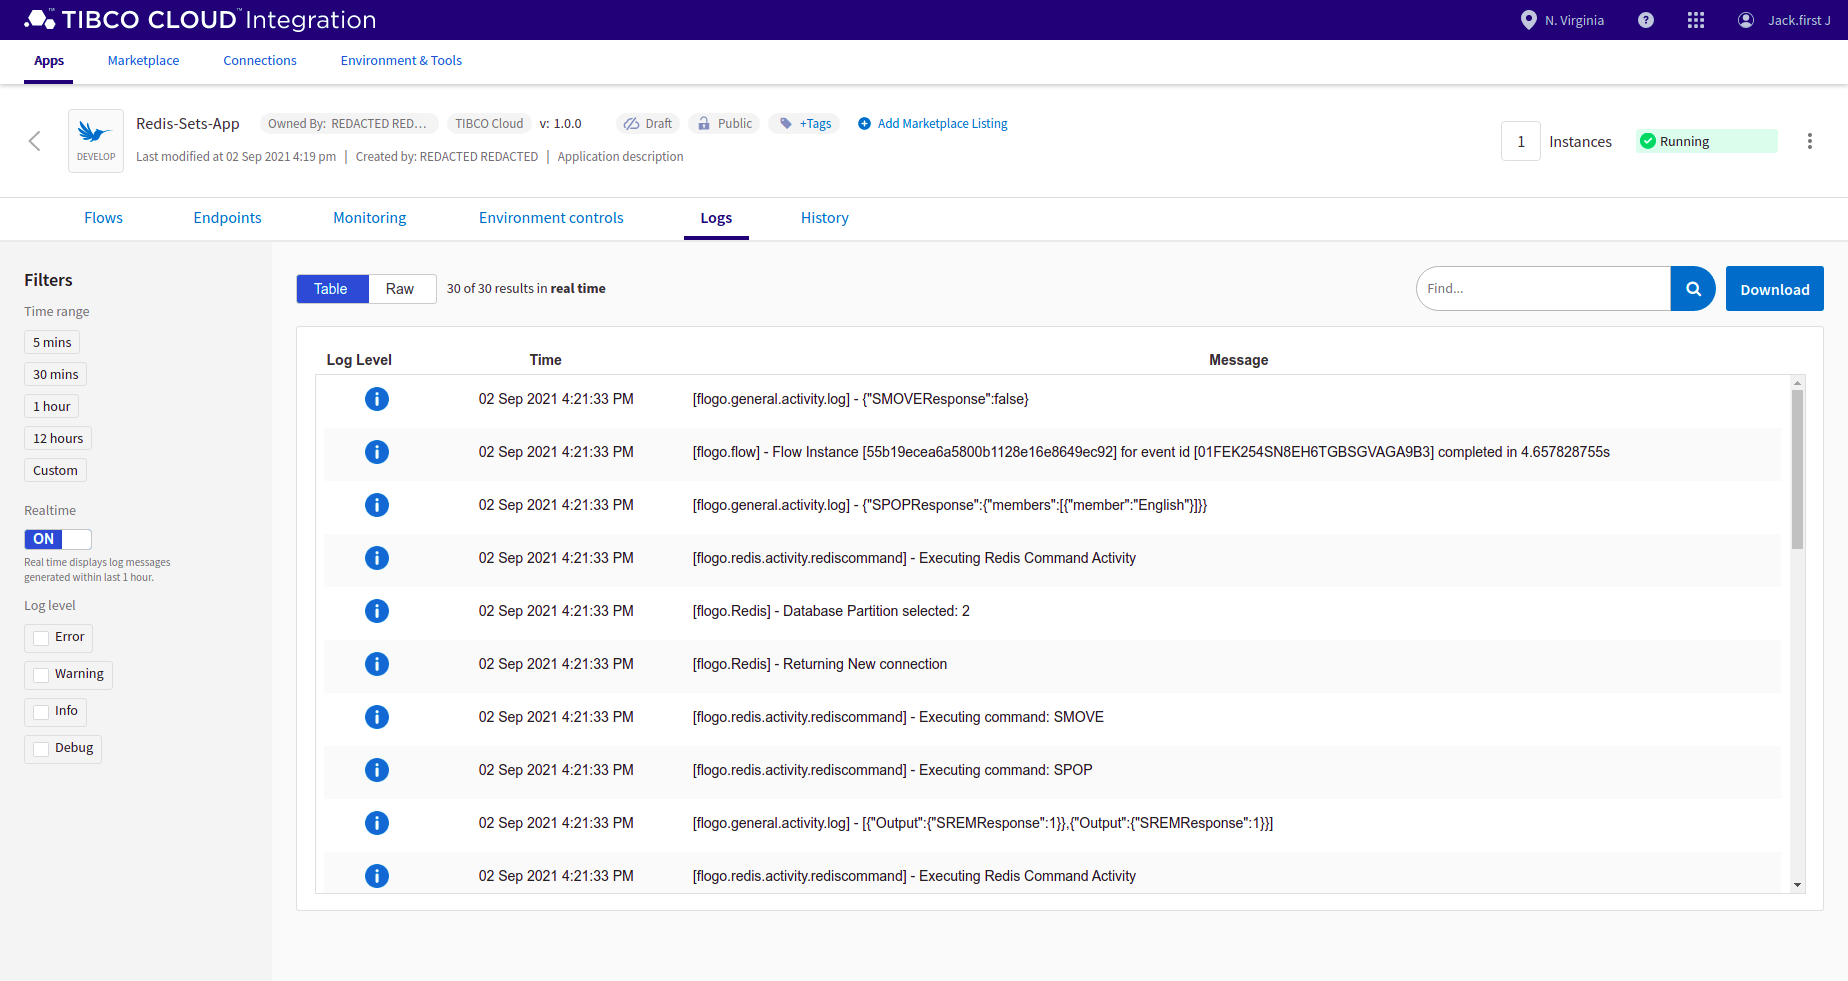 TIBCO CLOUD™ Integration
N. Virginia
?
Jack.first J
Apps
Marketplace
Connections
Environment & Tools
DEVELOP
Redis-Sets-App
Owned By: REDACTED RED...
TIBCO Cloud
v: 1.0.0
Draft
Public
+Tags
Add Marketplace Listing
Last modified at 02 Sep 2021 4:19 pm | Created by: REDACTED REDACTED | Application description
1
Instances
Running
Flows
Endpoints
Monitoring
Environment controls
Logs
History
Filters
Time range
5 mins
30 mins
1 hour
12 hours
Custom
Realtime
ON
Real time displays log messages
generated within last 1 hour.
Log level
Error
Warning
Info
Debug
Table
Raw
30 of 30 results in real time
Find...
Download
Log Level Time Message
02 Sep 2021 4:21:33 PM [flogo.general.activity.log] - {"SMOVEResponse":false}
02 Sep 2021 4:21:33 PM [flogo.flow] - Flow Instance [55b19ecea6a5800b1128e16e8649ec92] for event id [01FEK254SN8EH6TGBSGVAGA9B3] completed in 4.657828755s
02 Sep 2021 4:21:33 PM [flogo.general.activity.log] - {"SPOPResponse":{"members":[{"member":"English"}]}}
02 Sep 2021 4:21:33 PM [flogo.redis.activity.rediscommand] - Executing Redis Command Activity
02 Sep 2021 4:21:33 PM [flogo.Redis] - Database Partition selected: 2
02 Sep 2021 4:21:33 PM [flogo.Redis] - Returning New connection
02 Sep 2021 4:21:33 PM [flogo.redis.activity.rediscommand] - Executing command: SMOVE
02 Sep 2021 4:21:33 PM [flogo.redis.activity.rediscommand] - Executing command: SPOP
02 Sep 2021 4:21:33 PM [flogo.general.activity.log] - [{"Output":{"SREMResponse":1}},{"Output":{"SREMResponse":1}}]
02 Sep 2021 4:21:33 PM [flogo.redis.activity.rediscommand] - Executing Redis Command Activity